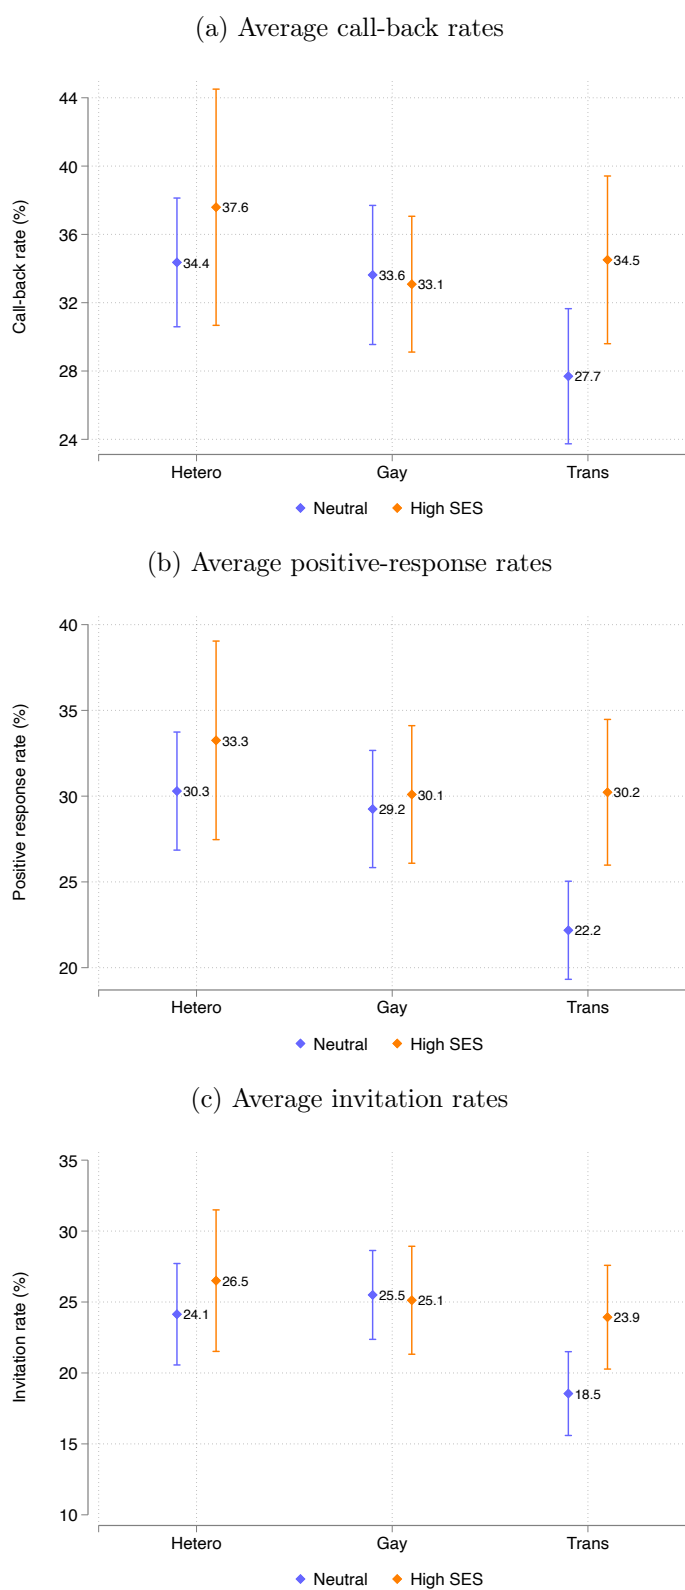 (a) Average call-back rates
44
40
36
32
28
24
Call-back rate (%)
34.4
37.6
33.6
33.1
27.7
34.5
Hetero Gay Trans
Neutral High SES
(b) Average positive-response rates
40
35
30
25
20
Positive response rate (%)
30.3
33.3
29.2
30.1
22.2
30.2
Hetero Gay Trans
Neutral High SES
(c) Average invitation rates
35
30
25
20
15
10
Invitation rate (%)
24.1
26.5
25.5
25.1
18.5
23.9
Hetero Gay Trans
Neutral High SES